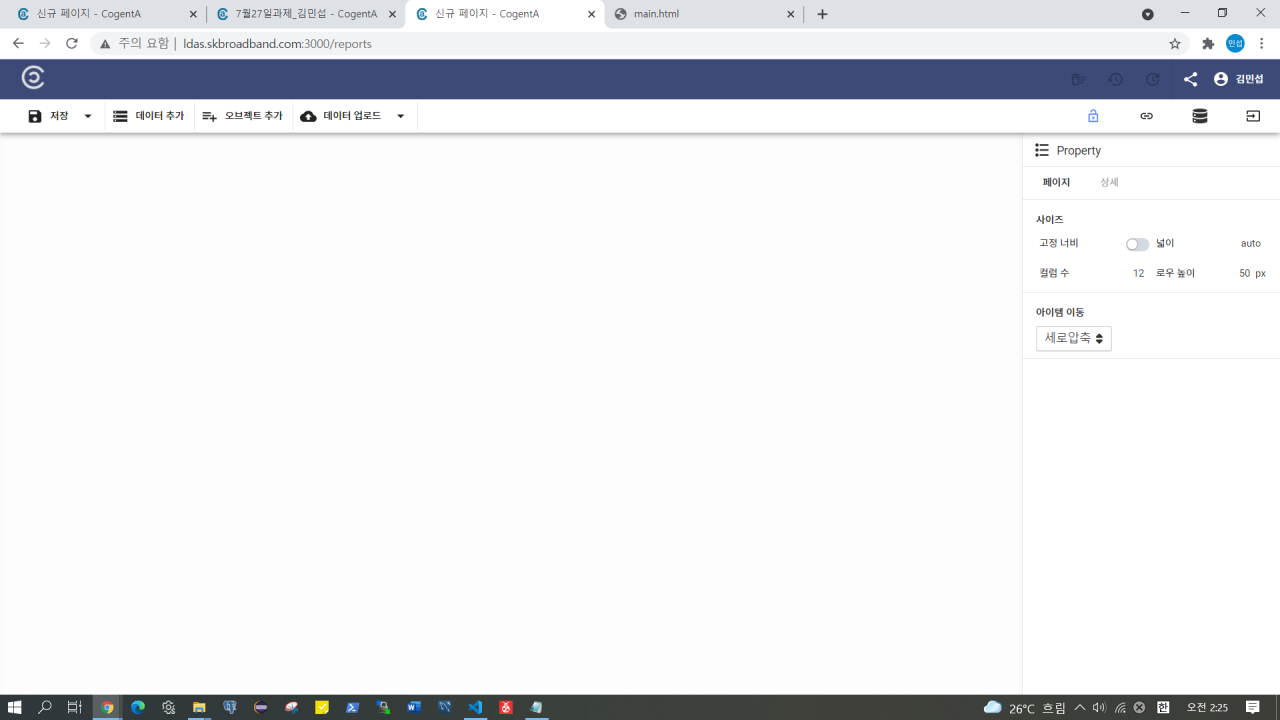 신규 페이지 - CogentA
7월27일과제_김민섭 - CogentA
신규 페이지 - CogentA
main.html
주의 요함 | ldas.skbroadband.com:3000/reports
민섭
김민섭
저장
데이터 추가
오브젝트 추가
데이터 업로드
Property
페이지 상세
사이즈
고정 너비 넓이 auto
컬럼 수 12 로우 높이 50 px
아이템 이동
세로압축
26°C 흐림 한 오전 2:25